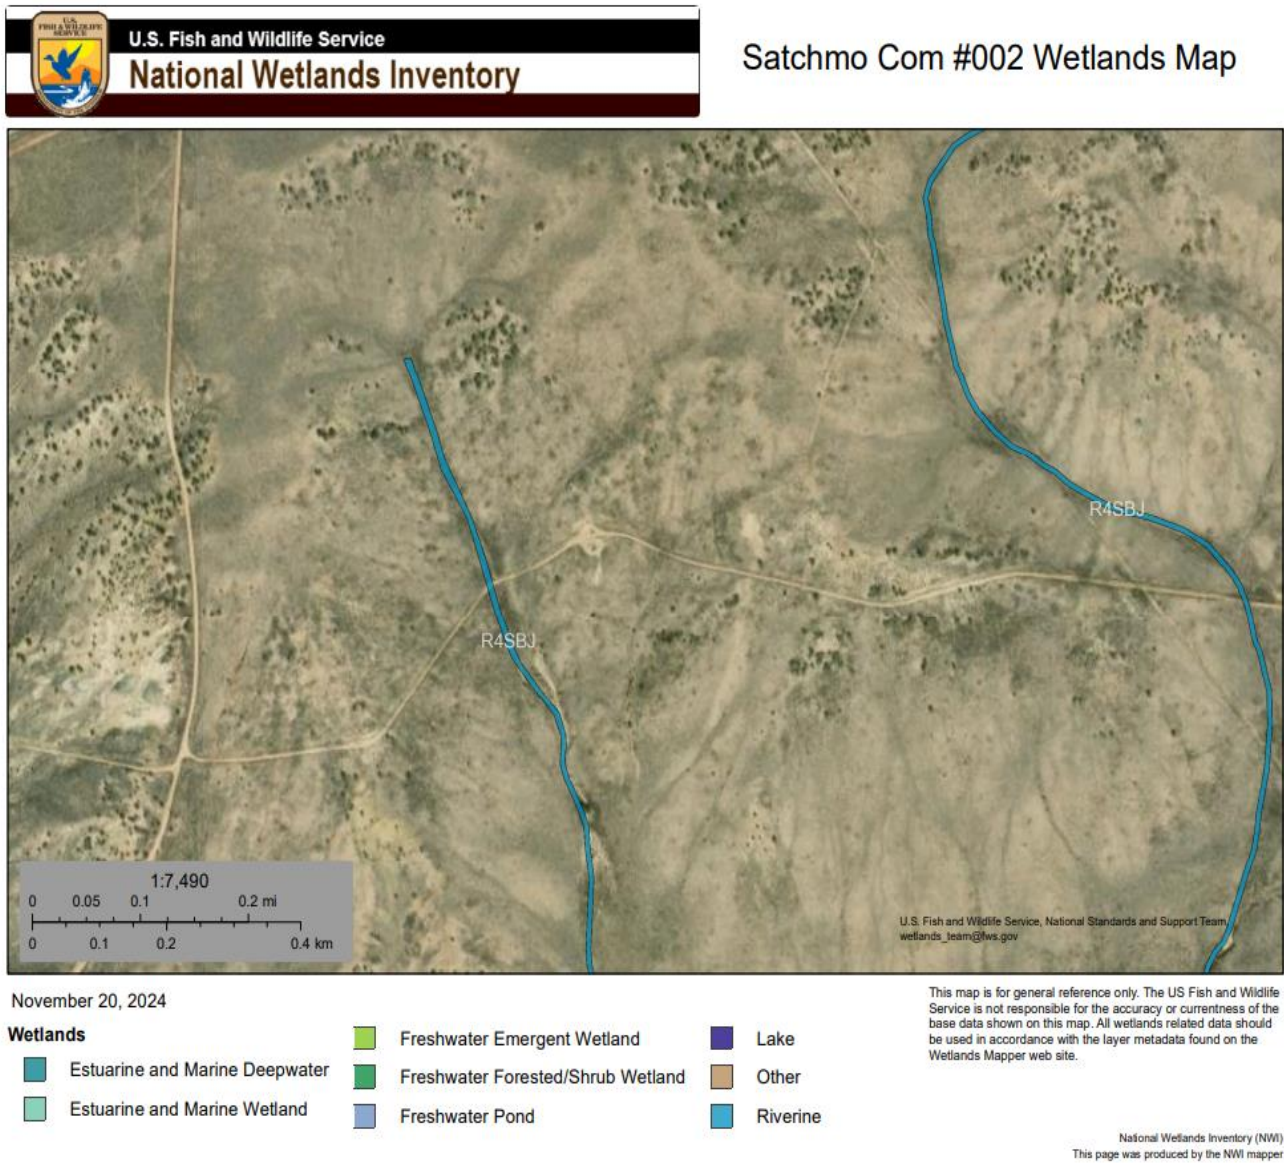 U.S.
FISH & WILDLIFE
SERVICE
U.S. Fish and Wildlife Service
National Wetlands Inventory
Satchmo Com #002 Wetlands Map
R4SBJ
R4SBJ
1:7,490
0 0.05 0.1 0.2 mi
0 0.1 0.2 0.4 km
U.S. Fish and Wildlife Service, National Standards and Support Team,
wetlands_team@fws.gov
November 20, 2024
Wetlands
Estuarine and Marine Deepwater
Estuarine and Marine Wetland
Freshwater Emergent Wetland
Freshwater Forested/Shrub Wetland
Freshwater Pond
Lake
Other
Riverine
This map is for general reference only. The US Fish and Wildlife
Service is not responsible for the accuracy or currentness of the
base data shown on this map. All wetlands related data should
be used in accordance with the layer metadata found on the
Wetlands Mapper web site.
National Wetlands Inventory (NWI)
This page was produced by the NWI mapper